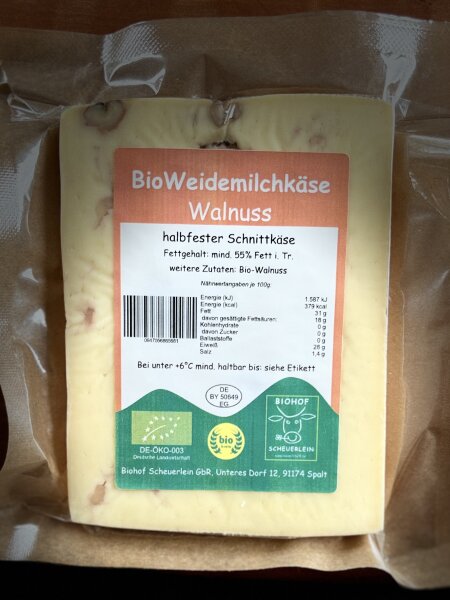 BioWeidemilchkäse
Walnuss
halbfester Schnittkäse
Fettgehalt: mind. 55% Fett i. Tr.
weitere Zutaten: Bio-Walnuss
Nährwertangaben je 100g
Energie (kJ) 1.587 kJ
Energie (kcal) 379 kcal
Fett 31 g
davon gesättigte Fettsäuren: 18 g
Kohlenhydrate 0 g
davon Zucker 0 g
Ballaststoffe 0 g
Eiweiß 26 g
Salz 1,4 g
Bei unter +6°C mind. haltbar bis: siehe Etikett
DE
BY 50649
EG
DE-ÖKO-003
Deutsche Landwirtschaft
bio
BIOHOF
SCHEUERLEIN
Biohof Scheuerlein GbR, Unteres Dorf 12, 91174 Spalt